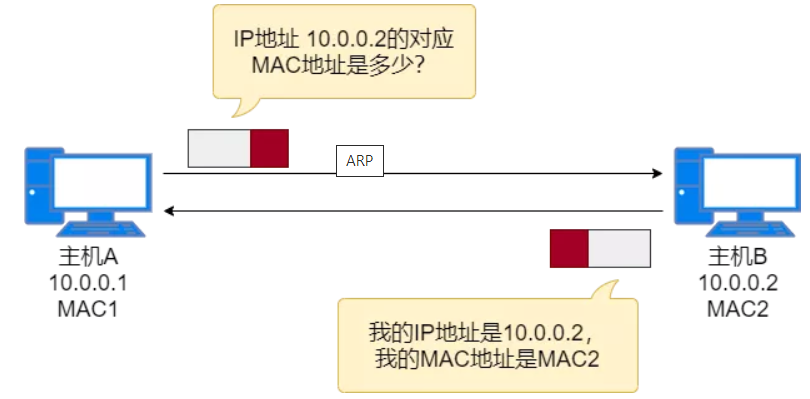 IP地址 10.0.0.2的对应
MAC地址是多少？
ARP
主机A
10.0.0.1
MAC1
主机B
10.0.0.2
MAC2
我的IP地址是10.0.0.2，
我的MAC地址是MAC2